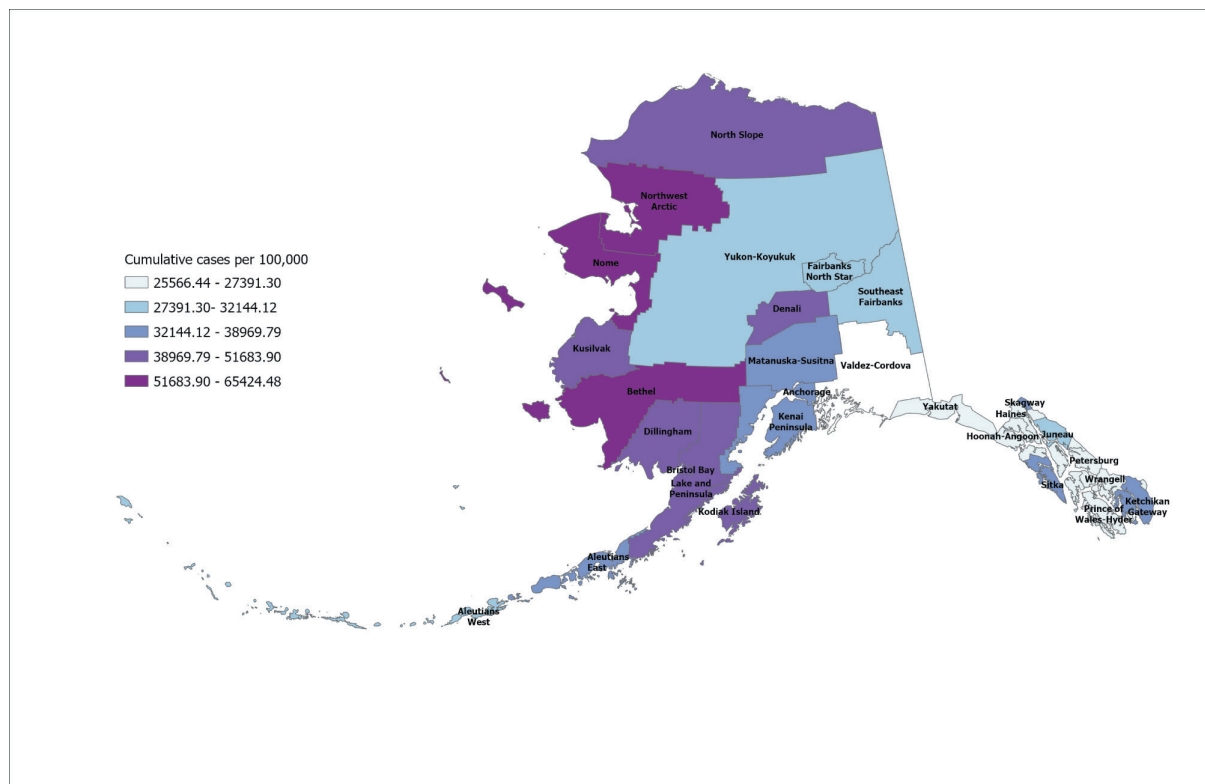 North Slope
Northwest
Arctic
Cumulative cases per 100,000
25566.44 - 27391.30
27391.30- 32144.12
32144.12 - 38969.79
38969.79 - 51683.90
51683.90 - 65424.48
Nome
Yukon-Koyukuk
Fairbanks
North Star
Southeast
Fairbanks
Denali
Kusilvak
Matanuska-Susitna
Valdez-Cordova
Bethel
Anchorage
Kenai
Peninsula
Dillingham
Bristol Bay
Lake and
Peninsula
Kodiak Island
Yakutat
Skagway
Haines
Hoonah-Angoon
Juneau
Petersburg
Sitka
Wrangell
Prince of
Wales-Hyder
Ketchikan
Gateway
Aleutians
East
Aleutians
West